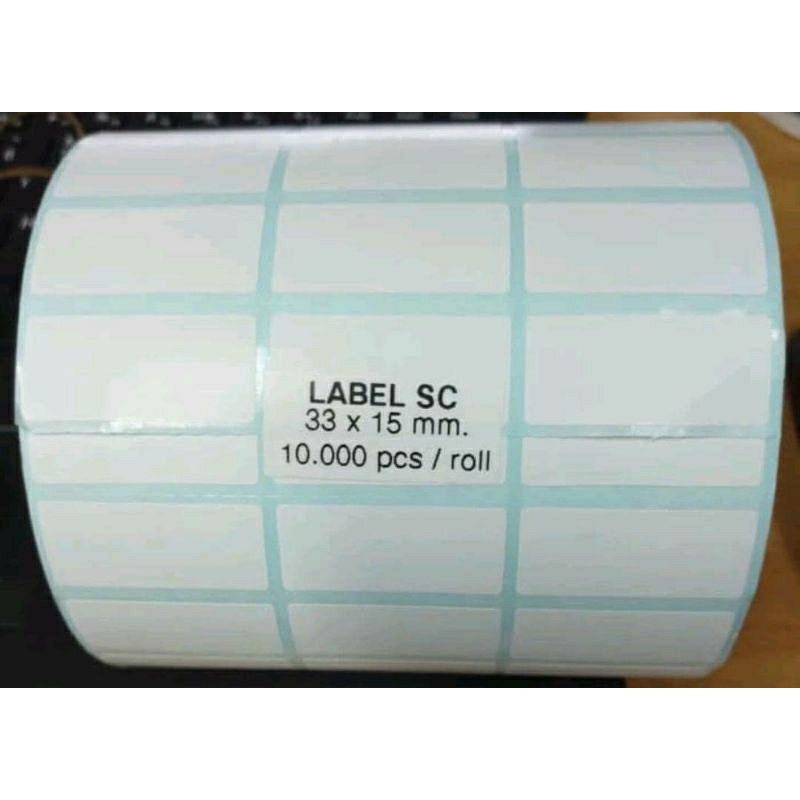 LABEL SC
33 x 15 mm.
10.000 pcs / roll